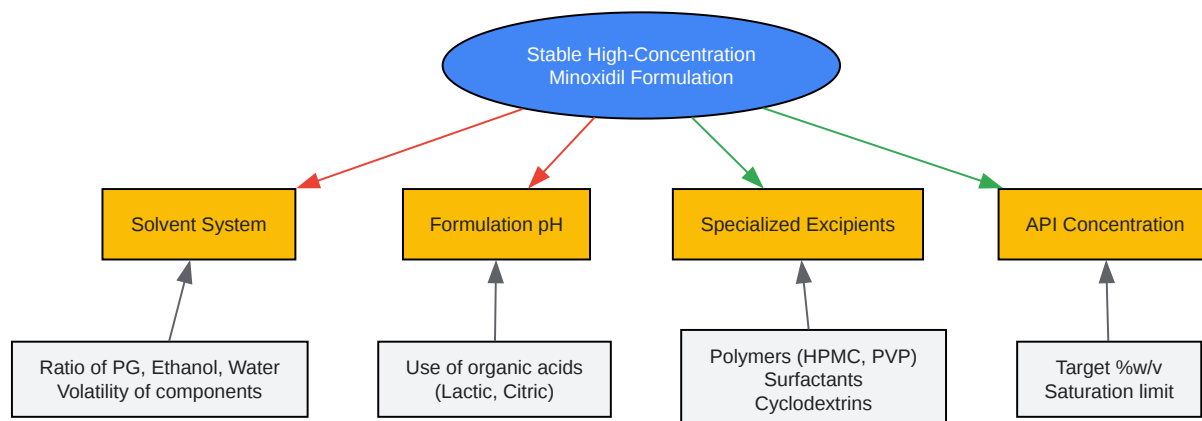 Stable High-Concentration
Minoxidil Formulation
Solvent System
Formulation pH
Specialized Excipients
API Concentration
Ratio of PG, Ethanol, Water
Volatility of components
Use of organic acids
(Lactic, Citric)
Polymers (HPMC, PVP)
Surfactants
Cyclodextrins
Target %w/v
Saturation limit